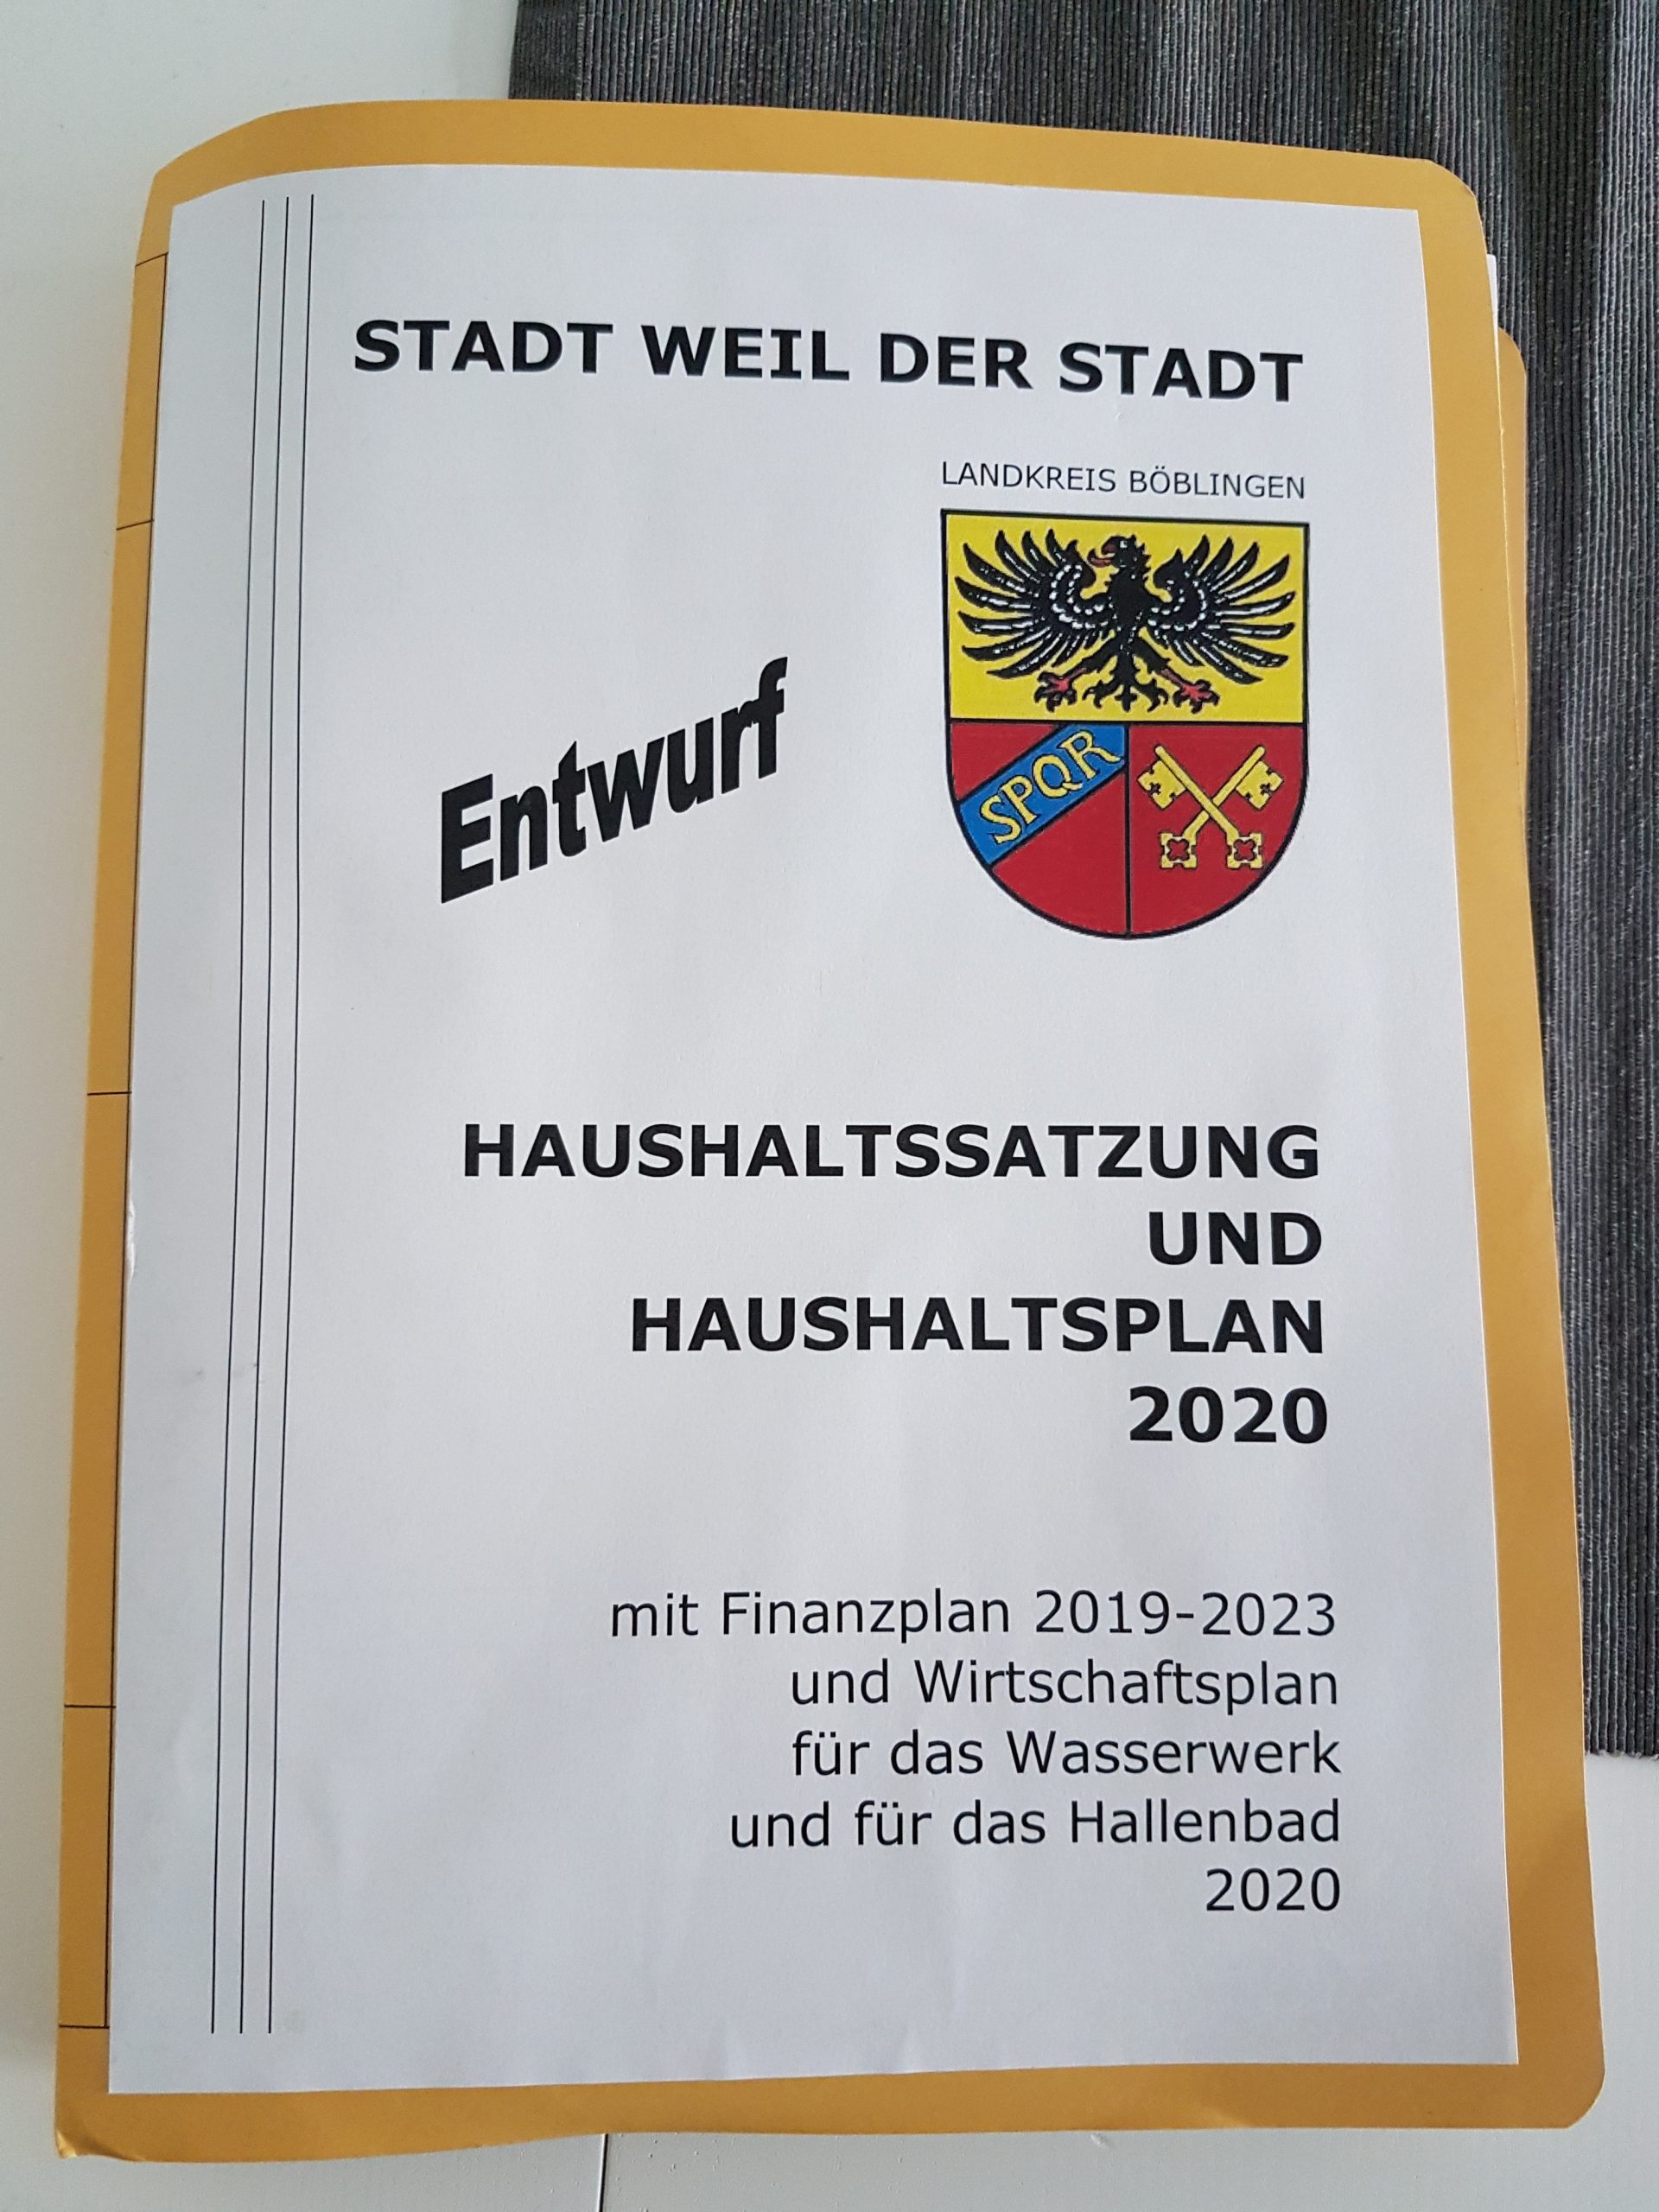 STADT WEIL DER STADT
LANDKREIS BÖBLINGEN
Entwurf
SPQR
HAUSHALTSSATZUNG
UND
HAUSHALTSPLAN
2020
mit Finanzplan 2019-2023
und Wirtschaftsplan
für das Wasserwerk
und für das Hallenbad
2020